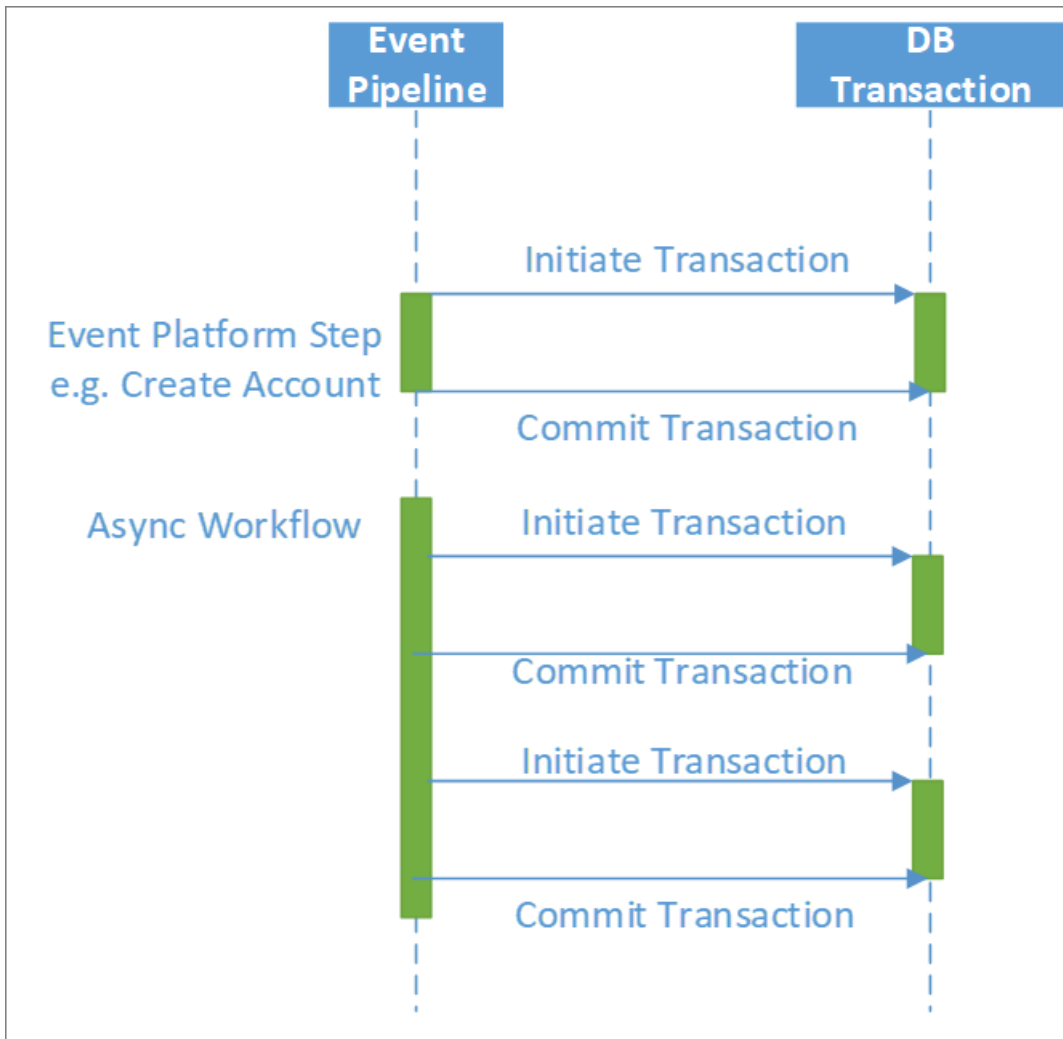 Event
Pipeline
DB
Transaction
Initiate Transaction
Event Platform Step
e.g. Create Account
Commit Transaction
Async Workflow
Initiate Transaction
Commit Transaction
Initiate Transaction
Commit Transaction